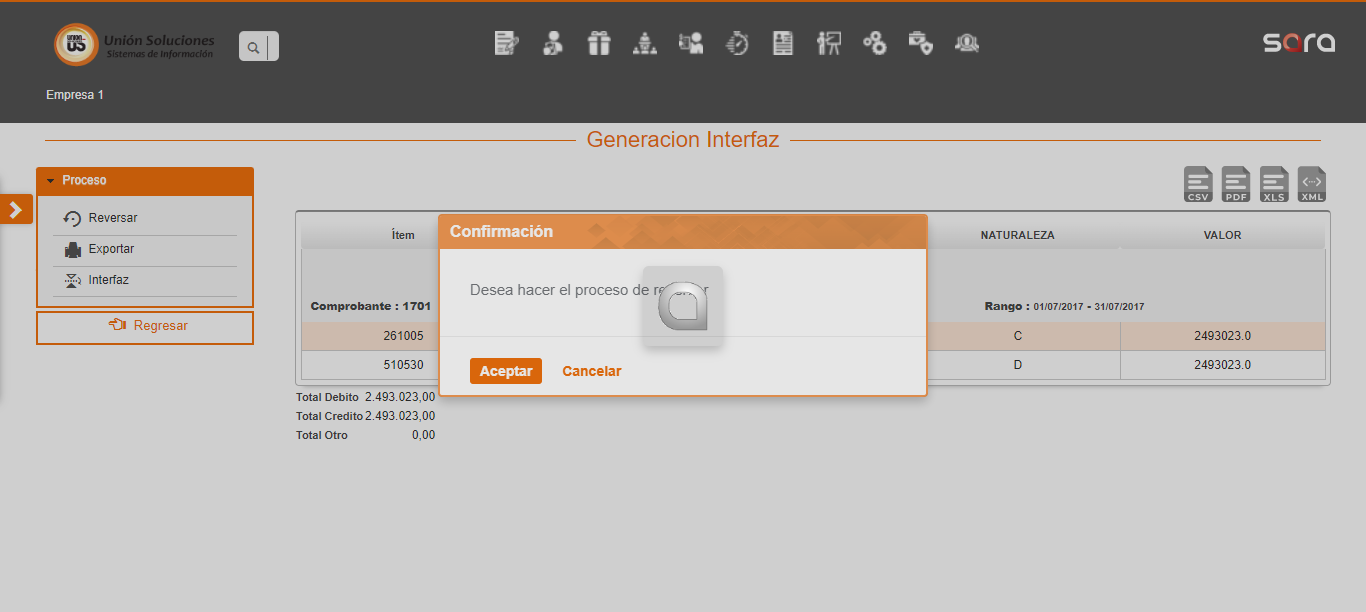 UNION
US
Unión Soluciones
Sistemas de Información
sara
Empresa 1
Generacion Interfaz
Proceso
Reversar
Exportar
Interfaz
Regresar
CSV PDF XLS XML
Ítem NATURALEZA VALOR
Confirmación
Desea hacer el proceso de
Comprobante : 1701 Rango : 01/07/2017 - 31/07/2017
261005 C 2493023.0
510530 D 2493023.0
Aceptar Cancelar
Total Debito 2.493.023,00
Total Credito 2.493.023,00
Total Otro 0,00